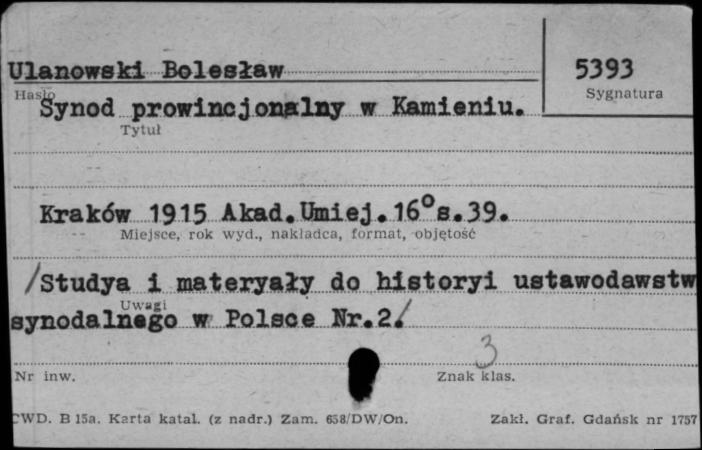 Ulanowski Bolesław
5393
Hasło
Sygnatura
Synod prowincjonalny w Kamieniu.
Tytuł
Kraków 1915 Akad.Umiej.16°s.39.
Miejsce, rok wyd., nakładca, format, objętość
/Studya i materyały do historyi ustawodawstw
Uwagi
synodalnego w Polsce Nr.2/
3
Nr inw.
Znak klas.
CWD. B 15a. Karta katal. (z nadr.) Zam. 658/DW/On.
Zakł. Graf. Gdańsk nr 1757